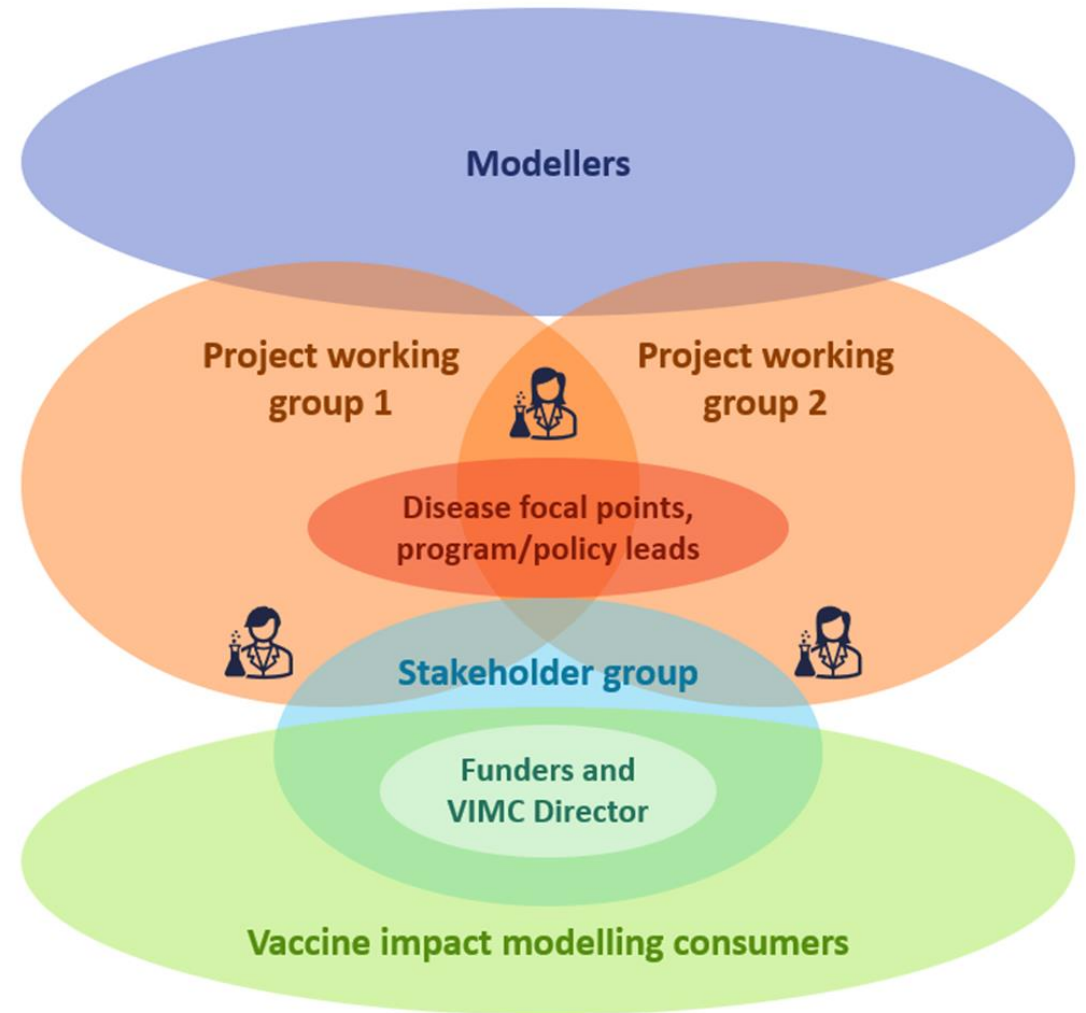 Modellers
Project working
group 1
Project working
group 2
Disease focal points,
program/policy leads
Stakeholder group
Funders and
VIMC Director
Vaccine impact modelling consumers